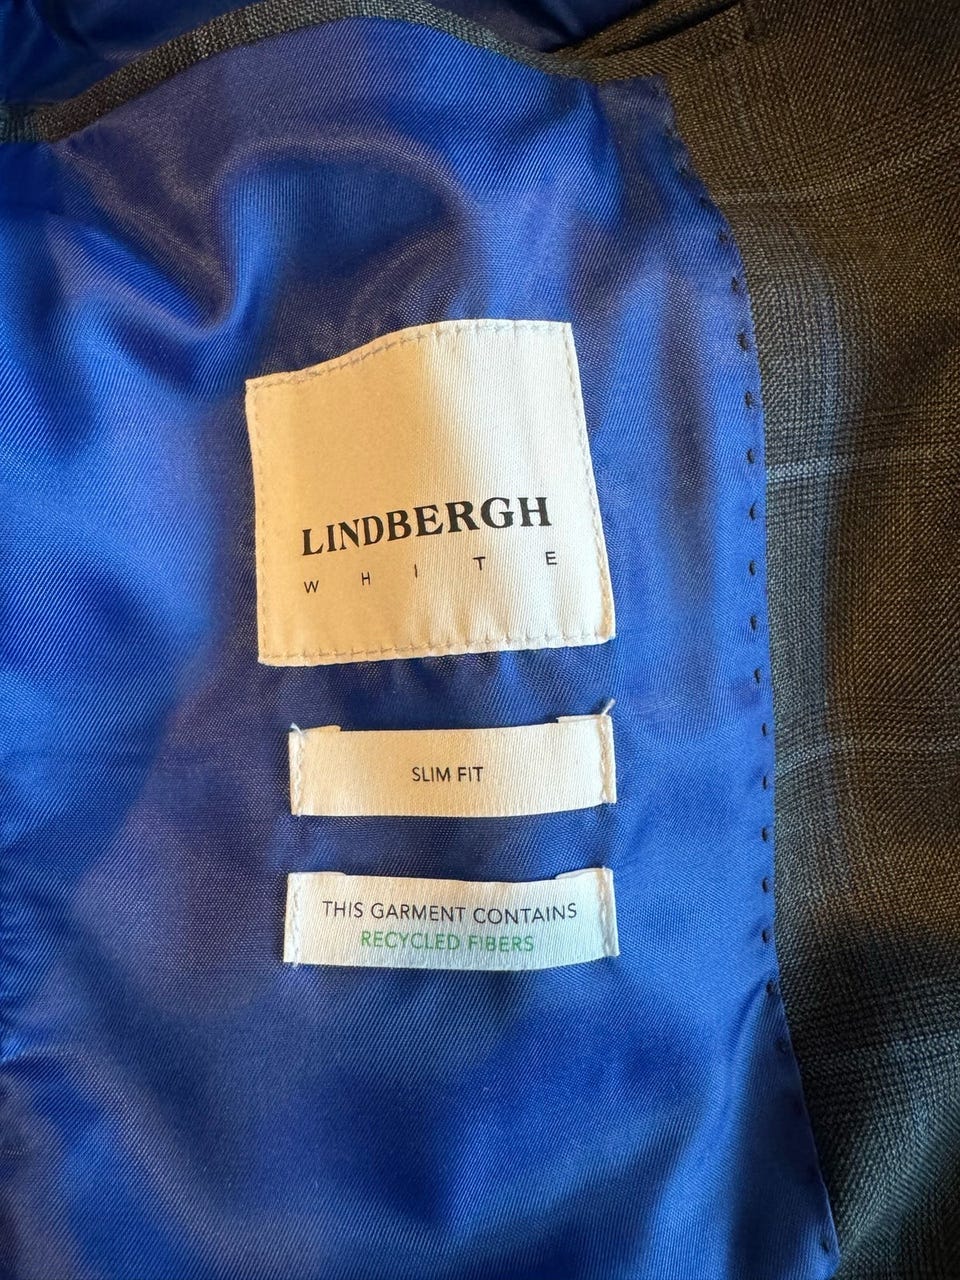 LINDBERGH
WHITE
SLIM FIT
THIS GARMENT CONTAINS
RECYCLED FIBERS